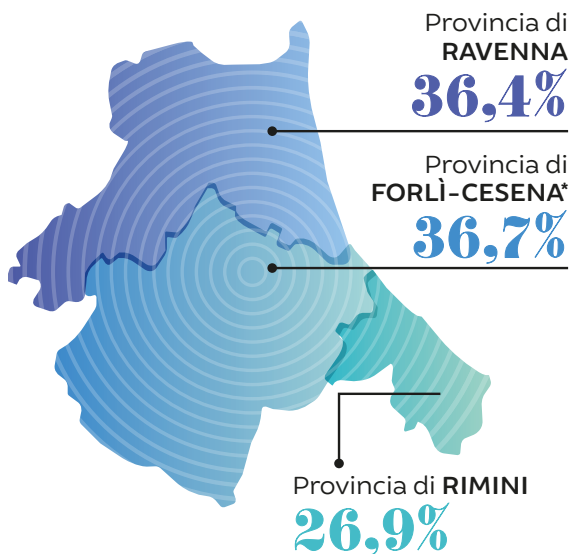 Provincia di
RAVENNA
36,4%
Provincia di
FORLÌ-CESENA*
36,7%
Provincia di RIMINI
26,9%